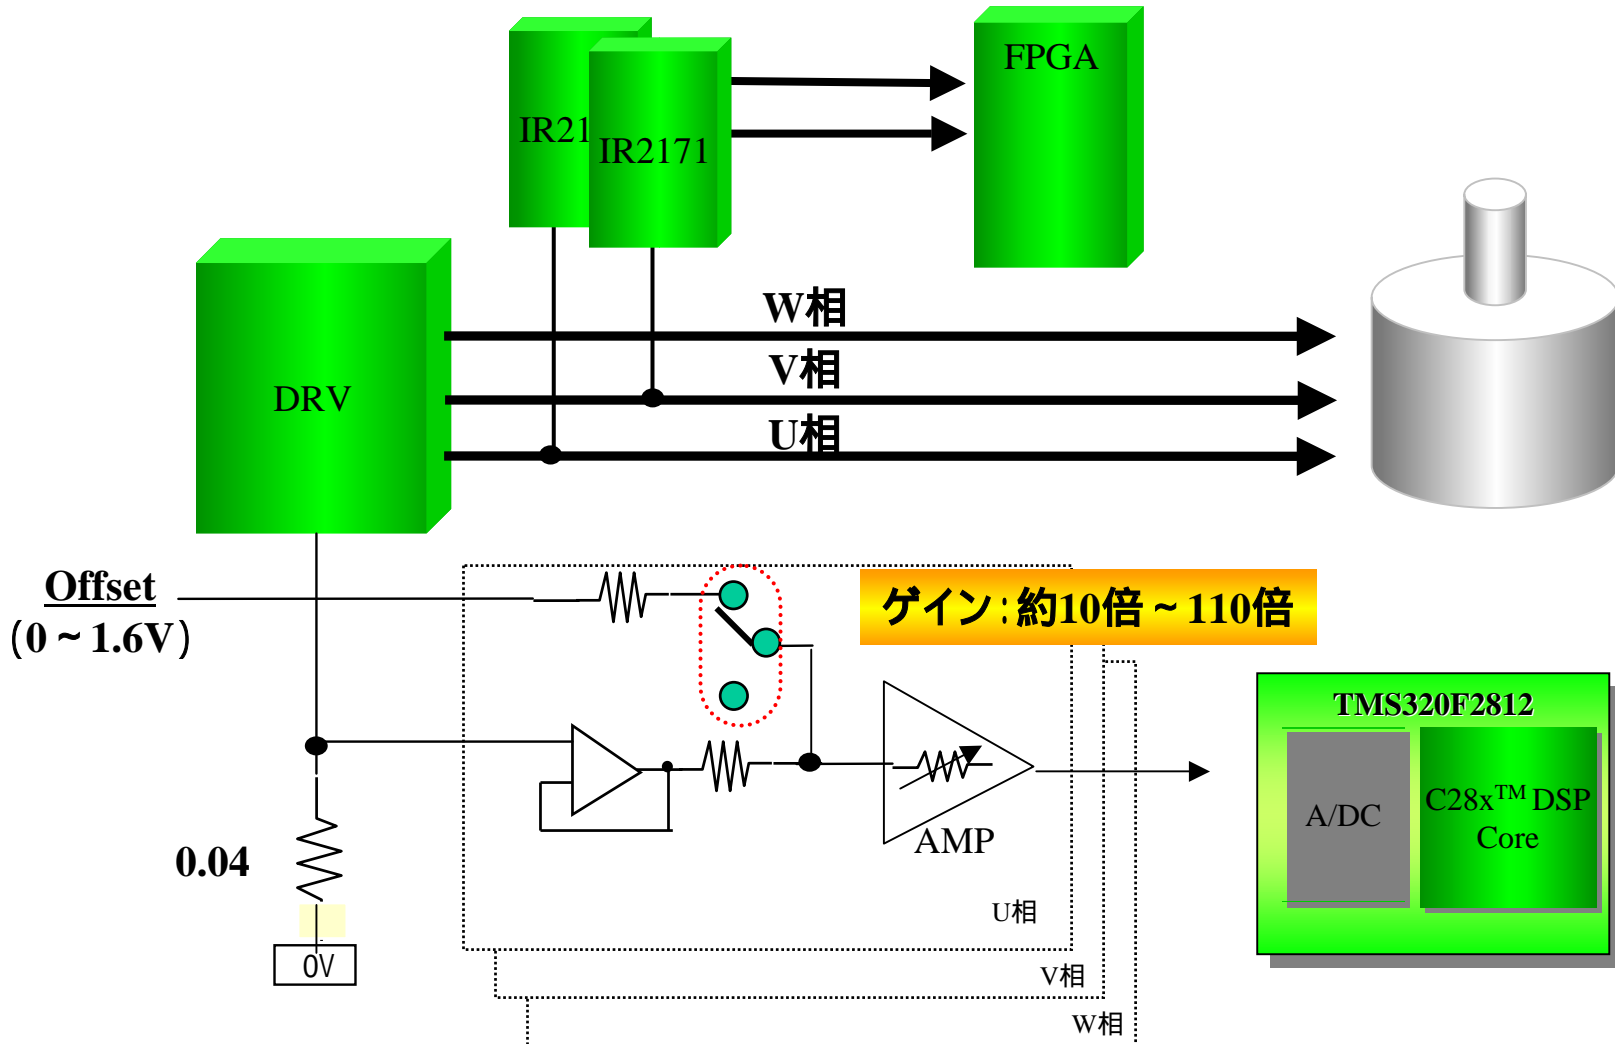 FPGA
IR21
IR2171
W相
V相
DRV
U相
Offset
(0 ~ 1.6V)
ゲイン:約10倍 ~ 110倍
TMS320F2812
A/DC
C28x™ DSP
Core
AMP
0.04
U相
0V
V相
W相